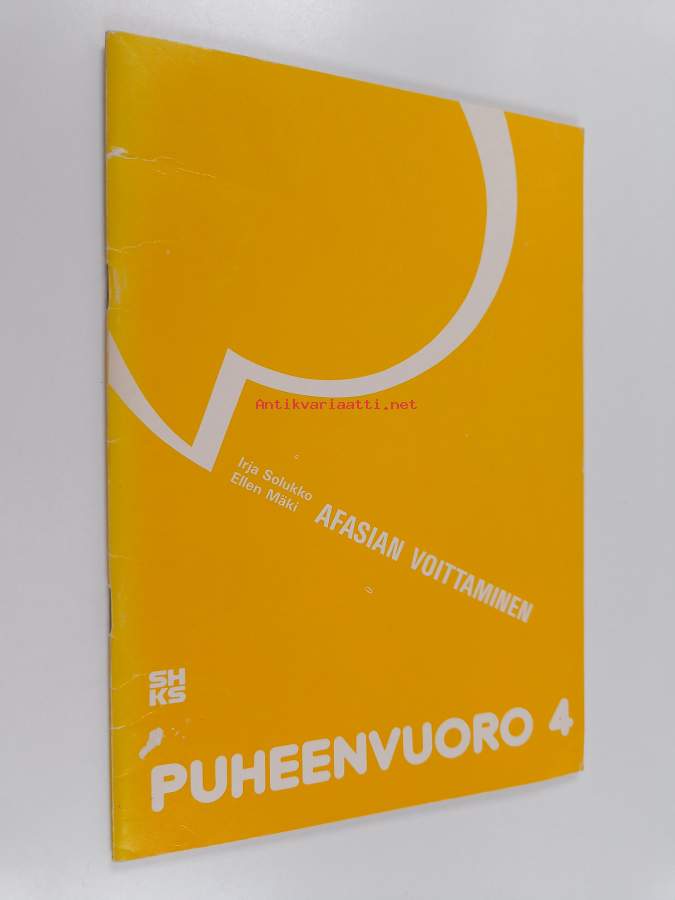 Antikvariaatti.net
Irja Solukko
Ellen Mäki
AFASIAN VOITTAMINEN
SH
KS
PUHEENVUORO 4